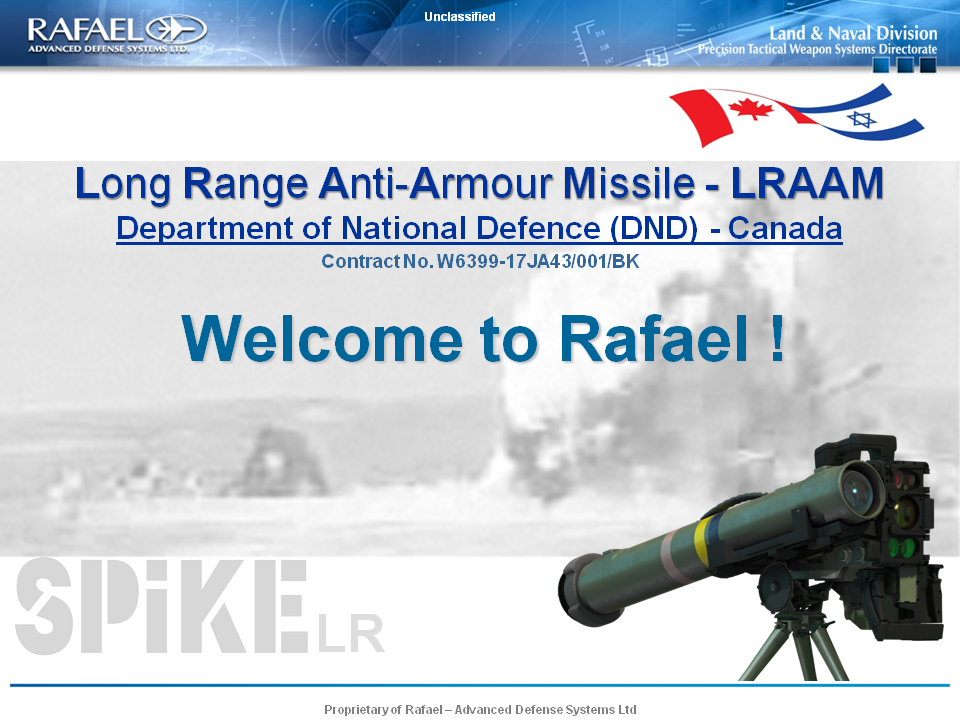 Unclassified
RAFAEL
ADVANCED DEFENSE SYSTEMS LTD.
Land & Naval Division
Precision Tactical Weapon Systems Directorate
Long Range Anti-Armour Missile - LRAAM
Department of National Defence (DND) - Canada
Contract No. W6399-17JA43/001/BK
Welcome to Rafael !
SPiKE LR
Proprietary of Rafael – Advanced Defense Systems Ltd